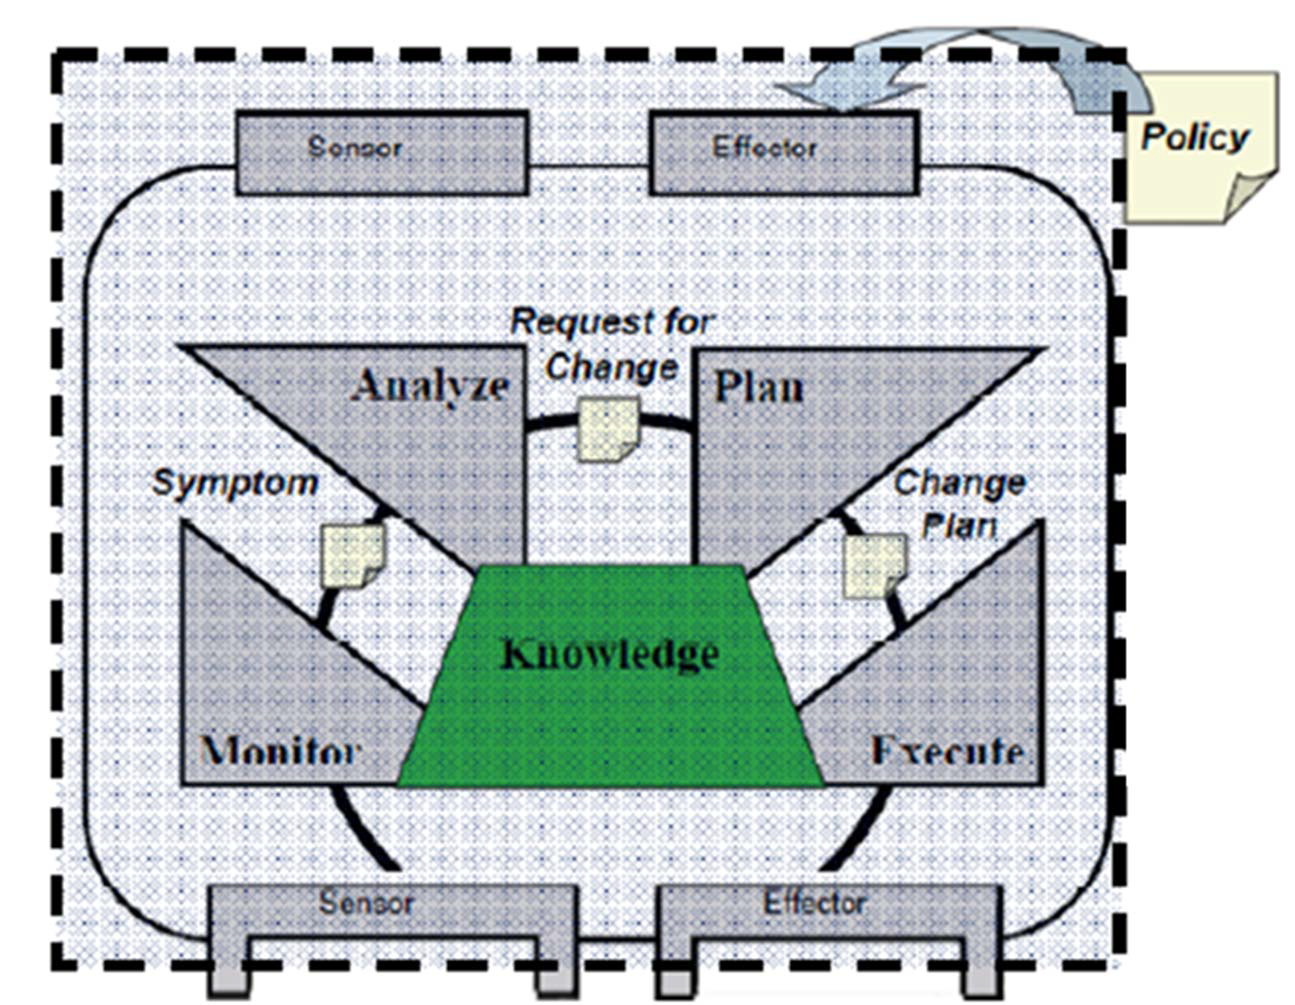 Policy
Sensor
Effector
Request for
Change
Analyze
Plan
Symptom
Change
Plan
Knowledge
Monitor
Execute
Sensor
Effector